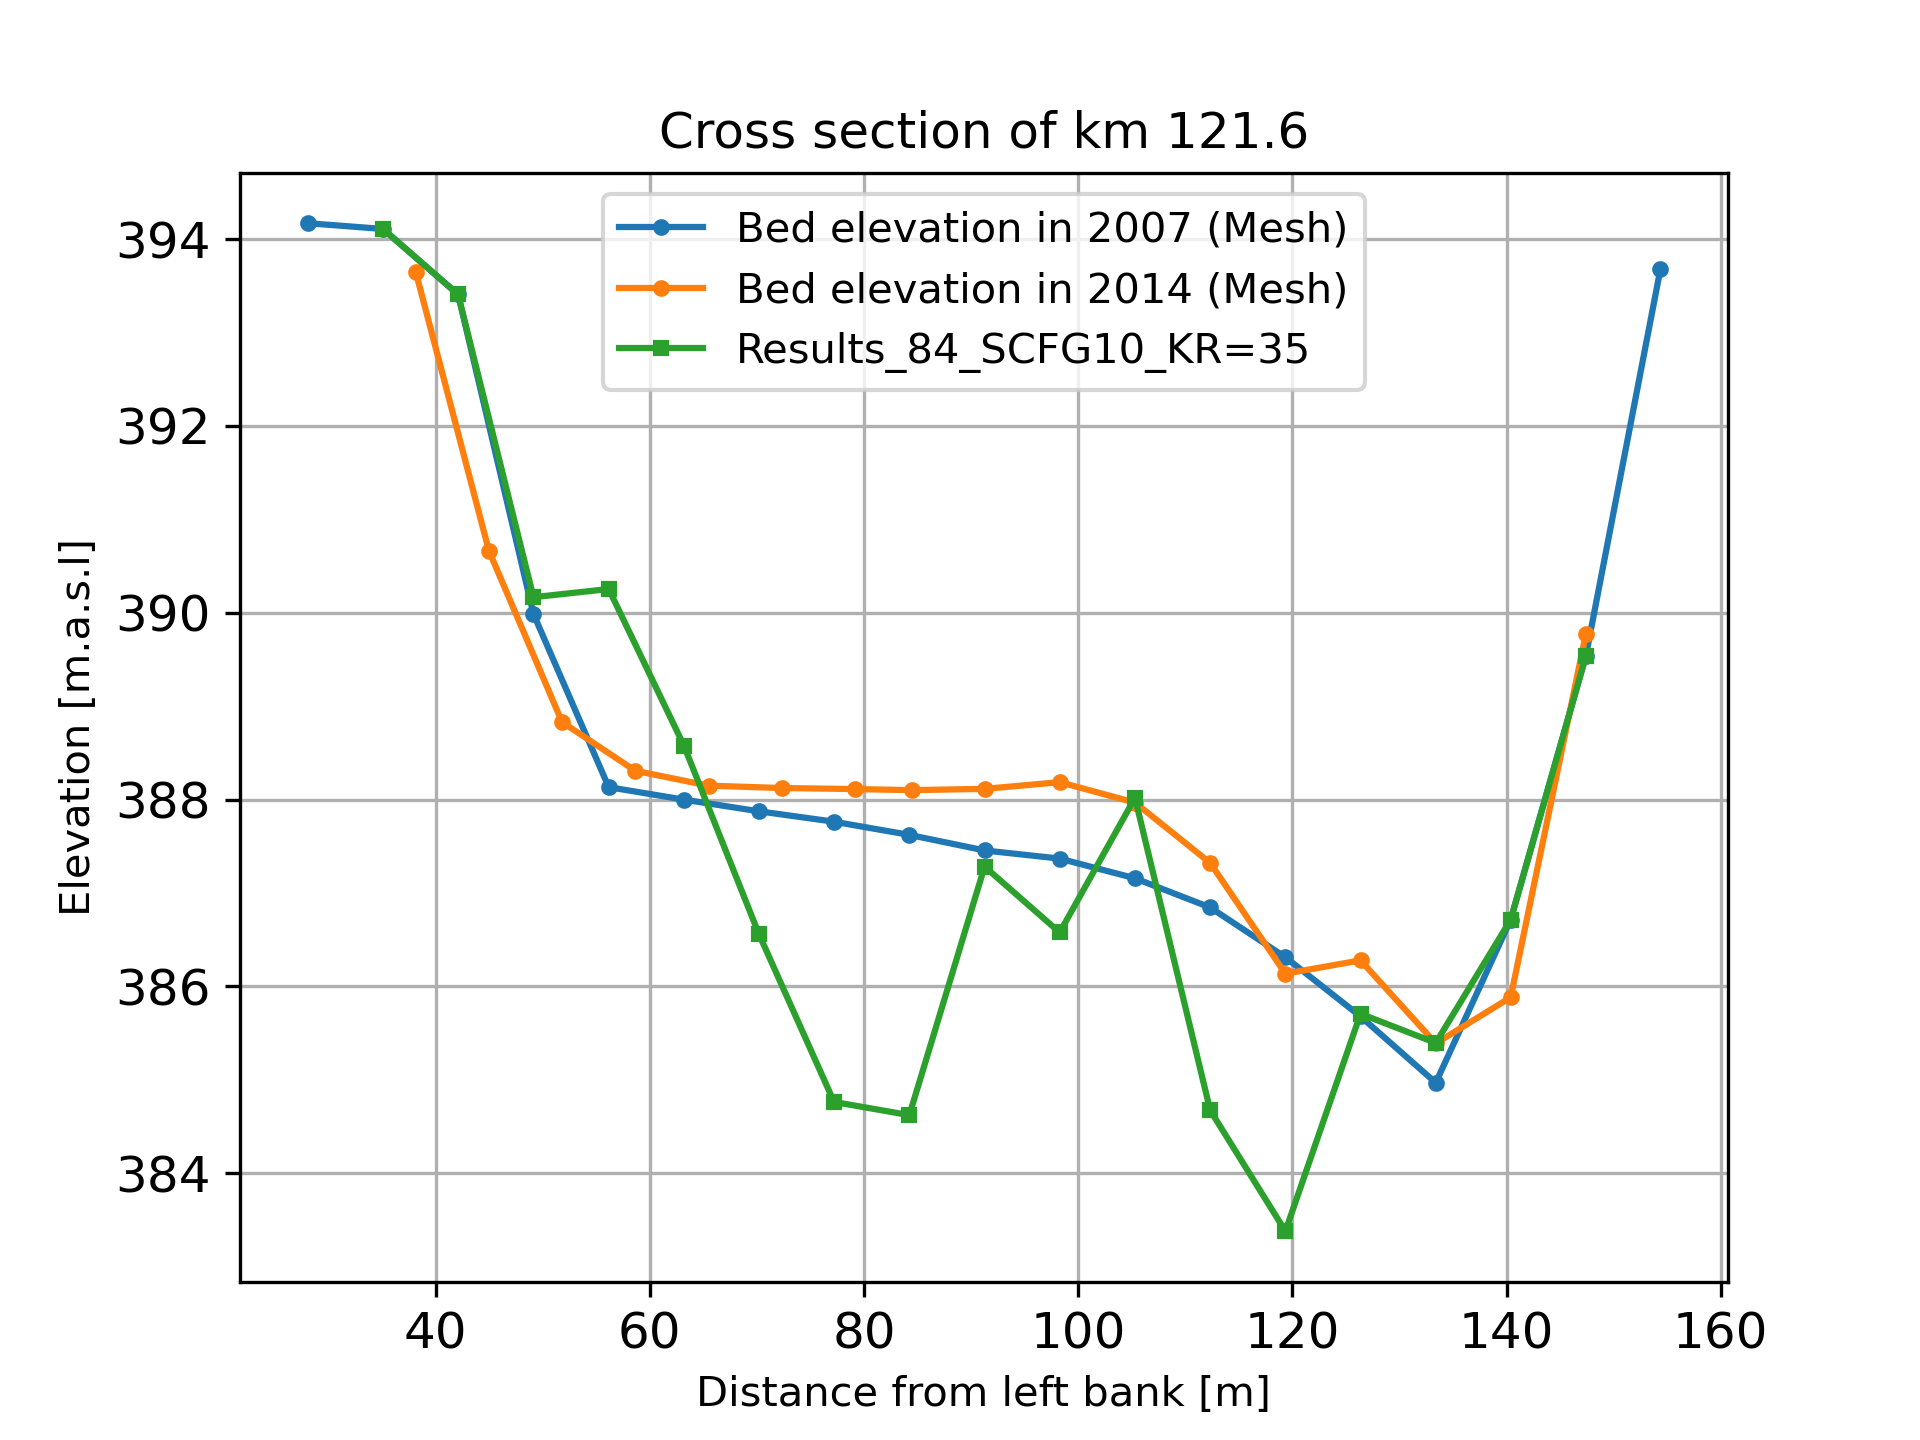 Cross section of km 121.6
Bed elevation in 2007 (Mesh)
Bed elevation in 2014 (Mesh)
Results_84_SCFG10_KR=35
394
392
390
388
386
384
Elevation [m.a.s.l]
40 60 80 100 120 140 160
Distance from left bank [m]